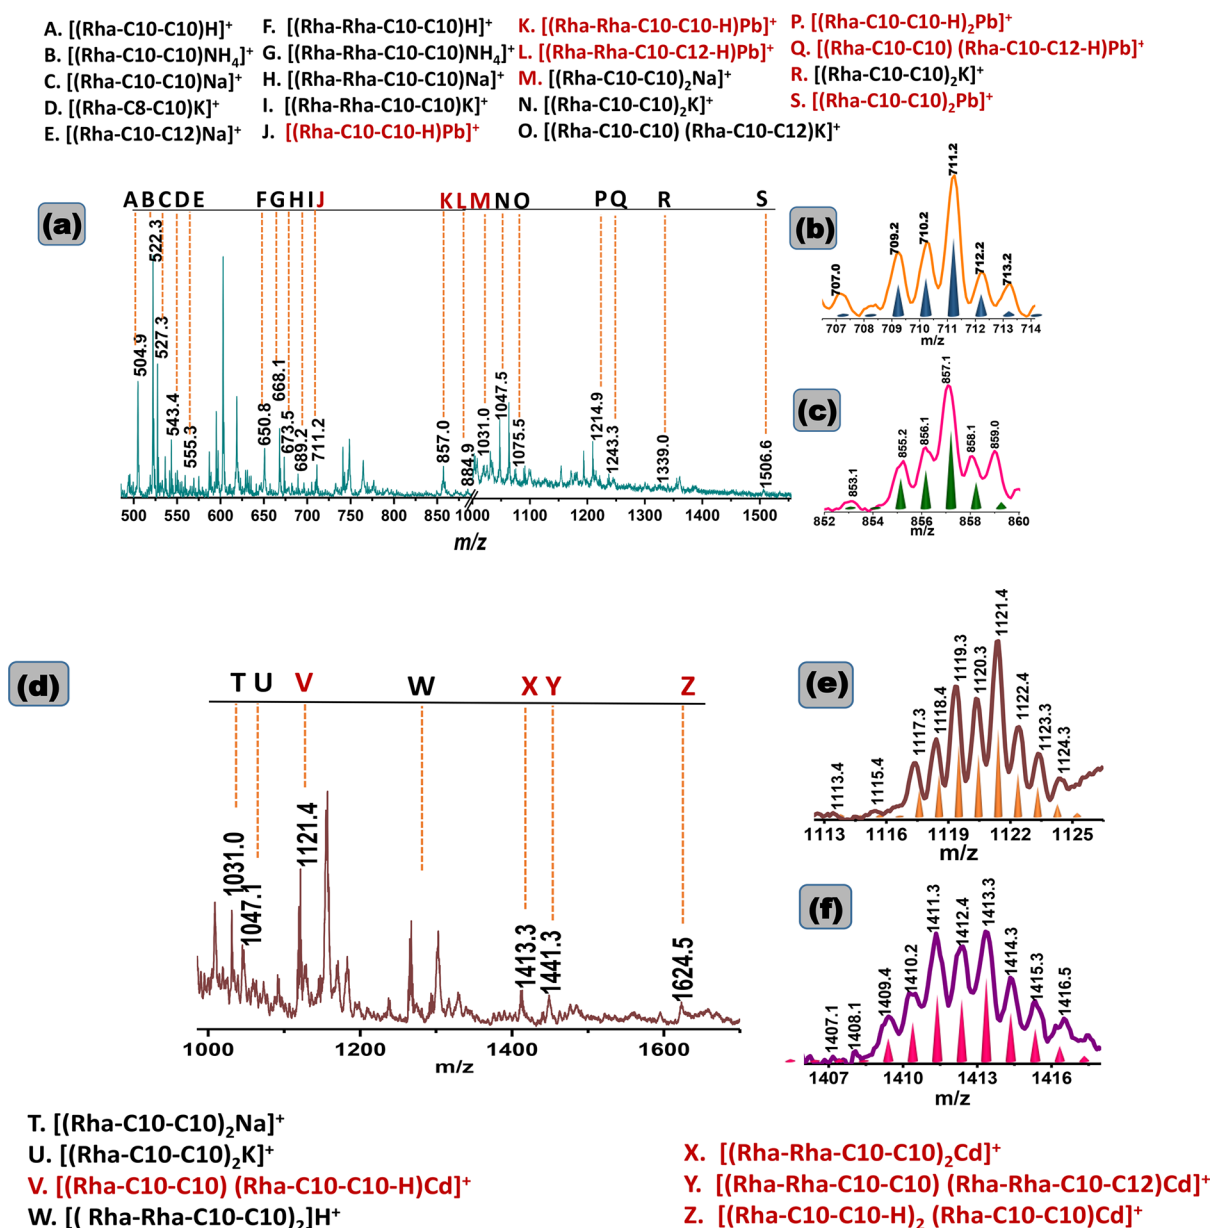 A. [(Rha-C10-C10)H]⁺ F. [(Rha-Rha-C10-C10)H]⁺ K. [(Rha-Rha-C10-C10-H)Pb]⁺ P. [(Rha-C10-C10-H)₂Pb]⁺
B. [(Rha-C10-C10)NH₄]⁺ G. [(Rha-Rha-C10-C10)NH₄]⁺ L. [(Rha-Rha-C10-C12-H)Pb]⁺ Q. [(Rha-C10-C10) (Rha-C10-C12-H)Pb]⁺
C. [(Rha-C10-C10)Na]⁺ H. [(Rha-Rha-C10-C10)Na]⁺ M. [(Rha-C10-C10)₂Na]⁺ R. [(Rha-C10-C10)₂K]⁺
D. [(Rha-C8-C10)K]⁺ I. [(Rha-Rha-C10-C10)K]⁺ N. [(Rha-C10-C10)₂K]⁺ S. [(Rha-C10-C10)₂Pb]⁺
E. [(Rha-C10-C12)Na]⁺ J. [(Rha-C10-C10-H)Pb]⁺ O. [(Rha-C10-C10) (Rha-C10-C12)K]⁺
(a)
A B C D E F G H I J K L M N O P Q R S
504.9 522.3 527.3 543.4 555.3 650.8 668.1 673.5 689.2 711.2 857.0 884.9 1031.0 1047.5 1075.5 1214.9 1243.3 1339.0 1506.6
500 550 600 650 700 750 800 850 1000 1100 1200 1300 1400 1500
m/z
(b)
707.0 709.2 710.2 711.2 712.2 713.2
707 708 709 710 711 712 713 714
m/z
(c)
853.1 855.2 856.1 857.1 858.1 859.0
852 854 856 858 860
m/z
(d)
T U V W X Y Z
1031.0 1047.1 1121.4 1413.3 1441.3 1624.5
1000 1200 1400 1600
m/z
(e)
1113.4 1115.4 1117.3 1118.4 1119.3 1120.3 1121.4 1122.4 1123.3 1124.3
1113 1116 1119 1122 1125
m/z
(f)
1407.1 1408.1 1409.4 1410.2 1411.3 1412.4 1413.3 1414.3 1415.3 1416.5
1407 1410 1413 1416
m/z
T. [(Rha-C10-C10)₂Na]⁺
U. [(Rha-C10-C10)₂K]⁺
V. [(Rha-C10-C10) (Rha-C10-C10-H)Cd]⁺
W. [( Rha-Rha-C10-C10)₂]H⁺
X. [(Rha-Rha-C10-C10)₂Cd]⁺
Y. [(Rha-Rha-C10-C10) (Rha-Rha-C10-C12)Cd]⁺
Z. [(Rha-C10-C10-H)₂ (Rha-C10-C10)Cd]⁺